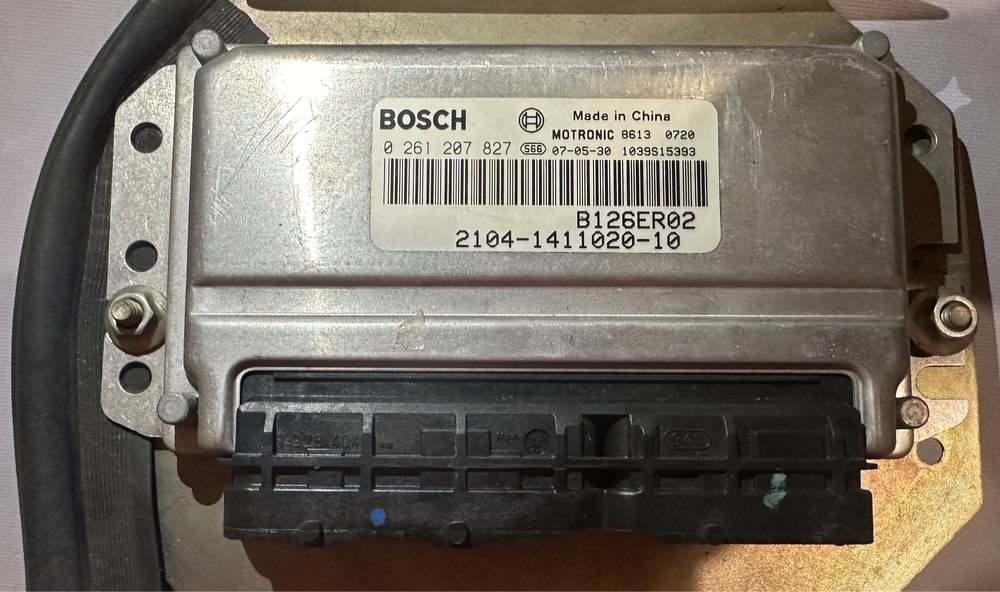 BOSCH
Made in China
MOTRONIC 8613 0720
0 261 207 827 S66 07-05-30 1039S15393
B126ER02
2104-1411020-10